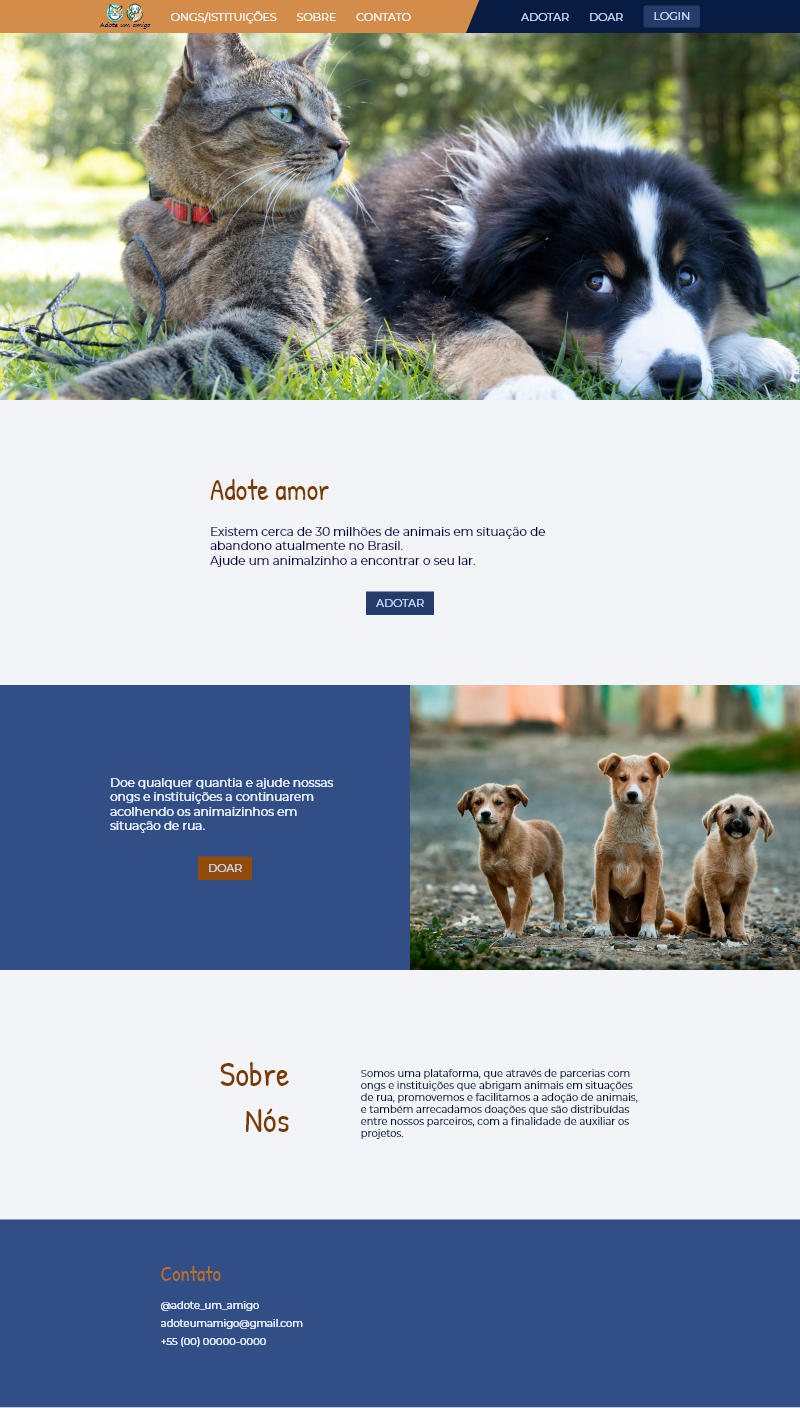 Adote um amigo
ONGS/ISTITUIÇÕES SOBRE CONTATO ADOTAR DOAR LOGIN
Adote amor
Existem cerca de 30 milhões de animais em situação de
abandono atualmente no Brasil.
Ajude um animalzinho a encontrar o seu lar.
ADOTAR
Doe qualquer quantia e ajude nossas
ongs e instituições a continuarem
acolhendo os animaizinhos em
situação de rua.
DOAR
Sobre
Nós
Somos uma plataforma, que através de parcerias com
ongs e instituições que abrigam animais em situações
de rua, promovemos e facilitamos a adoção de animais,
e também arrecadamos doações que são distribuídas
entre nossos parceiros, com a finalidade de auxiliar os
projetos.
Contato
@adote_um_amigo
adoteumamigo@gmail.com
+55 (00) 00000-0000